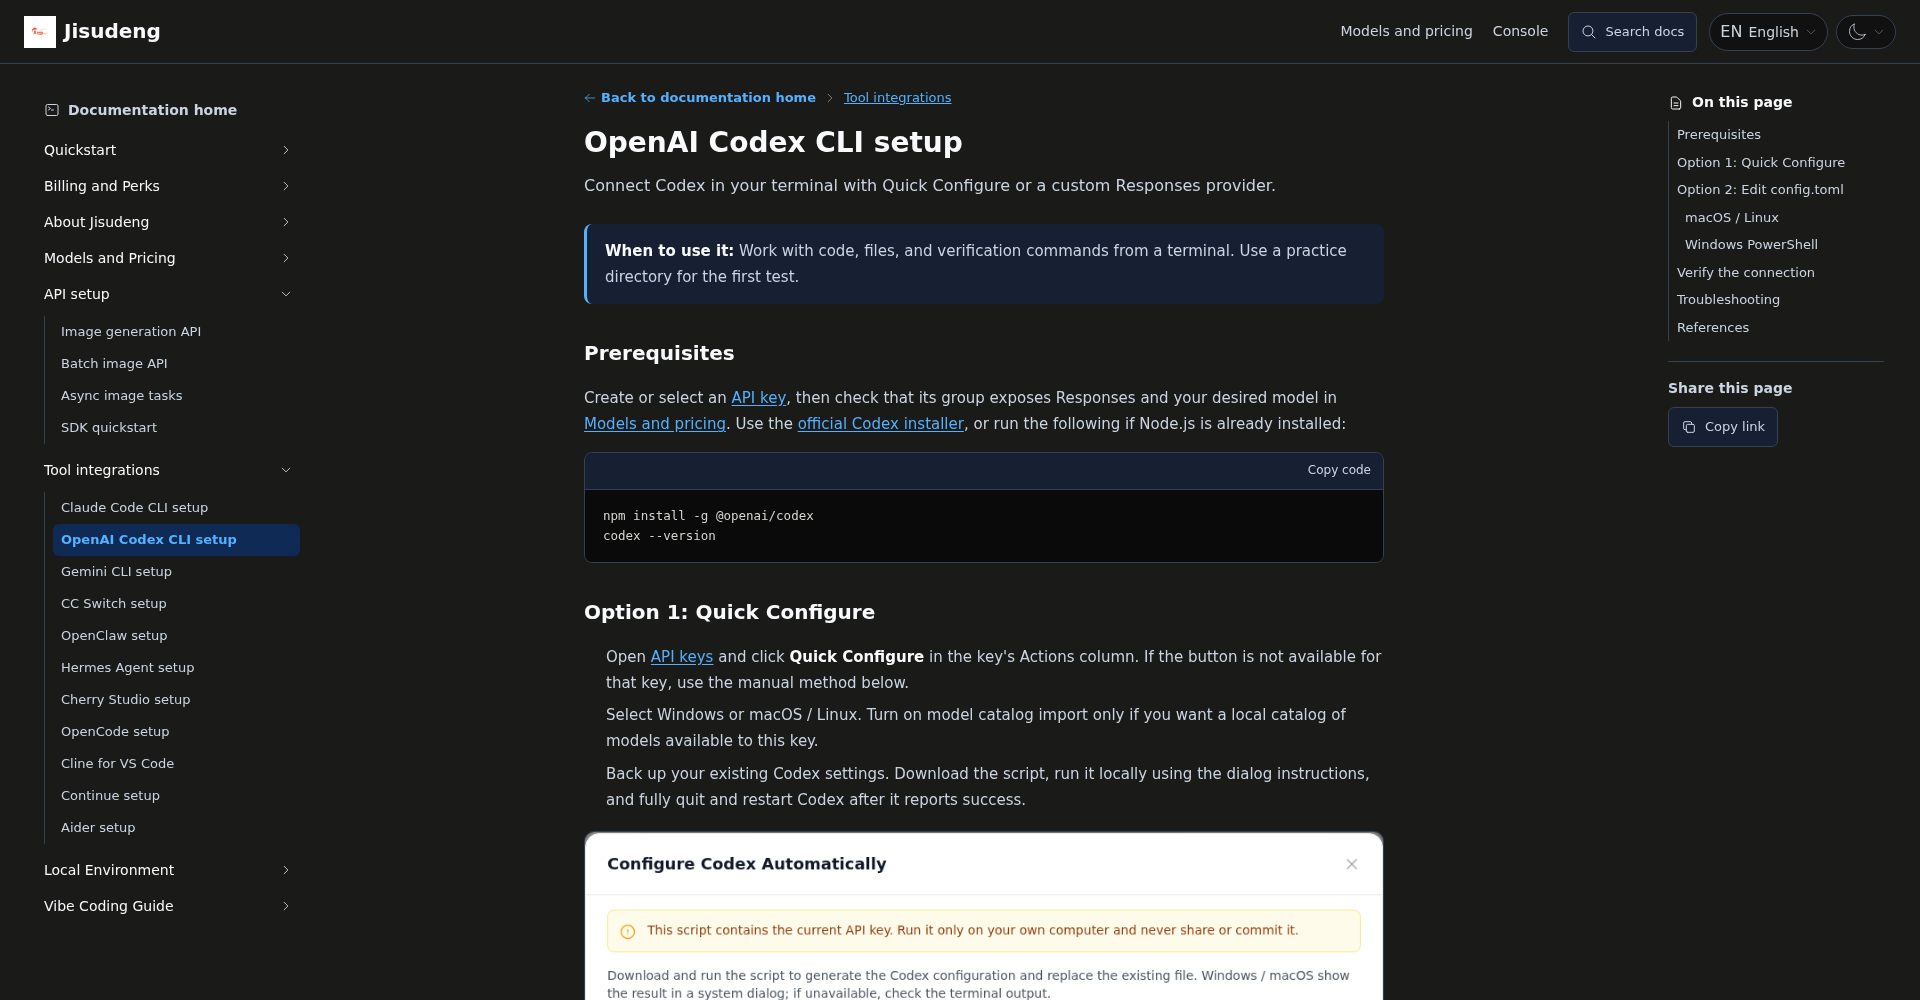 Jisudeng
Models and pricing
Console
Search docs
EN English
Documentation home
Quickstart
Billing and Perks
About Jisudeng
Models and Pricing
API setup
Image generation API
Batch image API
Async image tasks
SDK quickstart
Tool integrations
Claude Code CLI setup
OpenAI Codex CLI setup
Gemini CLI setup
CC Switch setup
OpenClaw setup
Hermes Agent setup
Cherry Studio setup
OpenCode setup
Cline for VS Code
Continue setup
Aider setup
Local Environment
Vibe Coding Guide
← Back to documentation home > Tool integrations
OpenAI Codex CLI setup
Connect Codex in your terminal with Quick Configure or a custom Responses provider.
When to use it: Work with code, files, and verification commands from a terminal. Use a practice
directory for the first test.
Prerequisites
Create or select an API key, then check that its group exposes Responses and your desired model in
Models and pricing. Use the official Codex installer, or run the following if Node.js is already installed:
Copy code
npm install -g @openai/codex
codex --version
Option 1: Quick Configure
Open API keys and click Quick Configure in the key's Actions column. If the button is not available for
that key, use the manual method below.
Select Windows or macOS / Linux. Turn on model catalog import only if you want a local catalog of
models available to this key.
Back up your existing Codex settings. Download the script, run it locally using the dialog instructions,
and fully quit and restart Codex after it reports success.
Configure Codex Automatically
This script contains the current API key. Run it only on your own computer and never share or commit it.
Download and run the script to generate the Codex configuration and replace the existing file. Windows / macOS show
the result in a system dialog; if unavailable, check the terminal output.
On this page
Prerequisites
Option 1: Quick Configure
Option 2: Edit config.toml
macOS / Linux
Windows PowerShell
Verify the connection
Troubleshooting
References
Share this page
Copy link